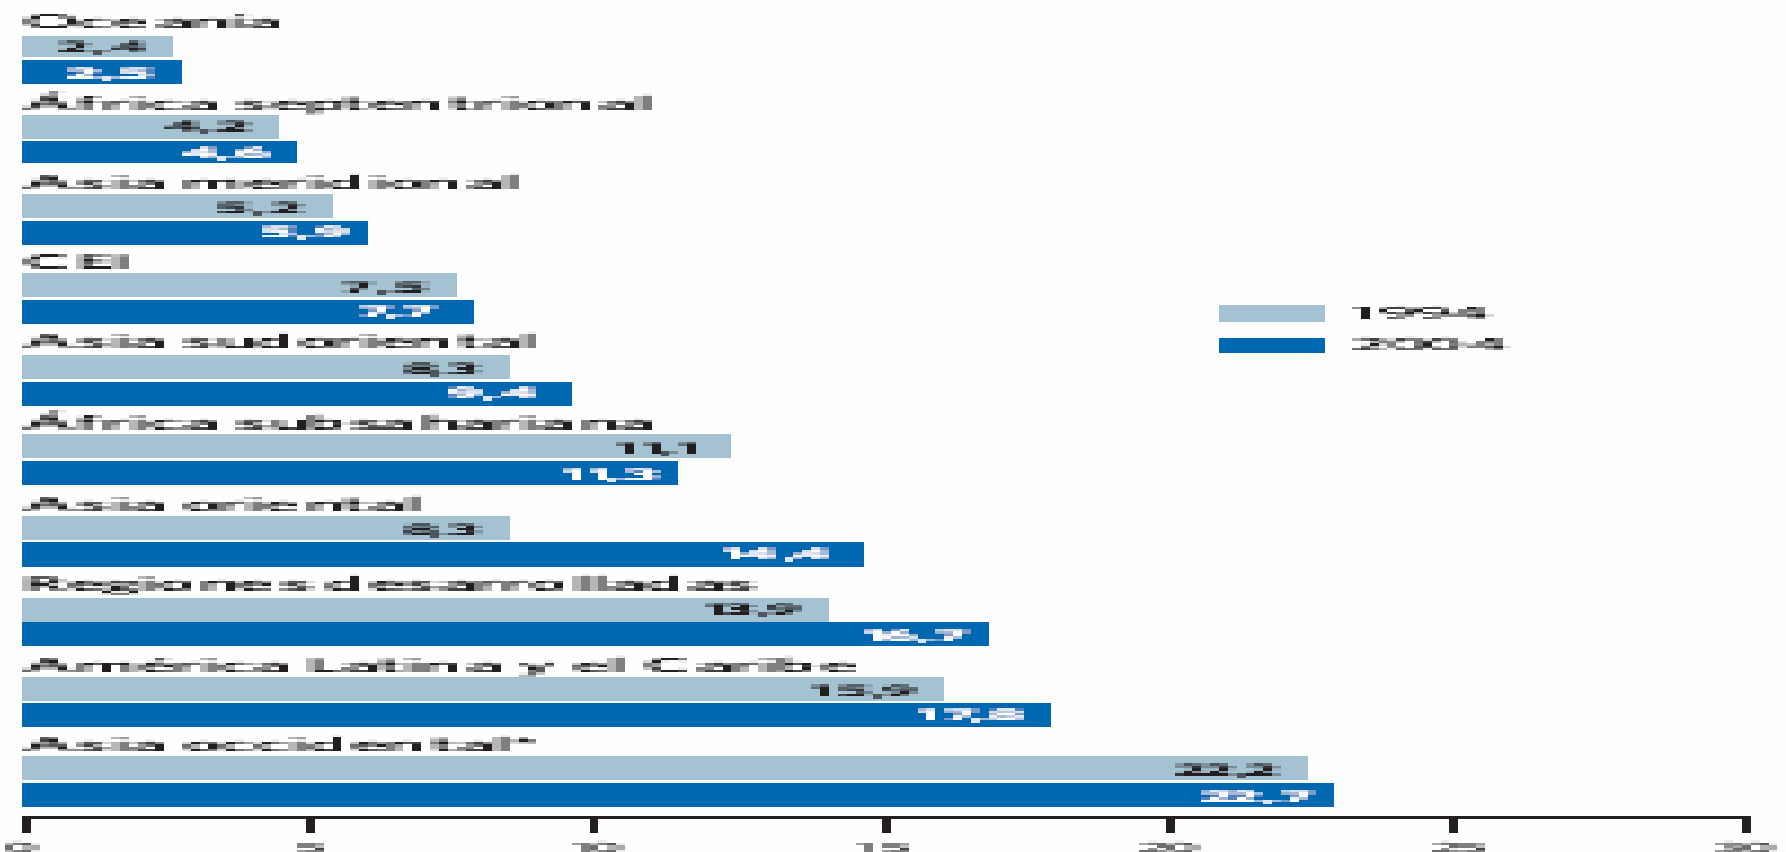 Oceanía
2,4
2,5
África septentrional
4,2
4,6
Asia meridional
5,2
5,9
CEI
7,5
7,7
1994
2004
Asia sudoriental
8,3
9,4
África subsahariana
11,1
11,3
Asia oriental
8,3
14,4
Regiones desarrolladas
13,9
16,7
América Latina y el Caribe
15,9
17,8
Asia occidental*
22,2
22,7
0 5 10 15 20 25 30